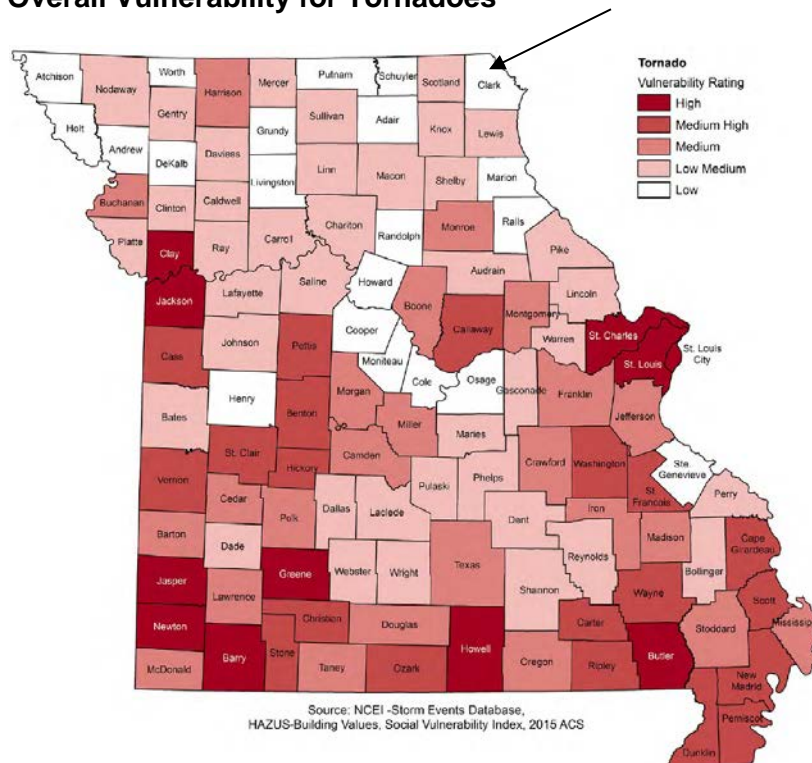 Overall Vulnerability for Tornadoes
Tornado
Vulnerability Rating
High
Medium High
Medium
Low Medium
Low
Atchison
Nodaway
Worth
Harrison
Mercer
Putnam
Schuyler
Scotland
Clark
Holt
Gentry
Sullivan
Adair
Knox
Lewis
Andrew
DeKalb
Daviess
Grundy
Linn
Macon
Shelby
Marion
Livingston
Buchanan
Clinton
Caldwell
Chariton
Randolph
Monroe
Ralls
Platte
Clay
Ray
Carroll
Pike
Audrain
Saline
Howard
Jackson
Lafayette
Boone
Callaway
Montgomery
Lincoln
Warren
St. Charles
St. Louis
City
St. Louis
Cass
Johnson
Pettis
Cooper
Moniteau
Cole
Osage
Gasconade
Franklin
Jefferson
Bates
Henry
Benton
Morgan
Miller
Maries
St. Clair
Hickory
Camden
Pulaski
Phelps
Crawford
Washington
Ste.
Genevieve
St.
Francois
Perry
Vernon
Cedar
Polk
Dallas
Laclede
Dent
Iron
Madison
Bollinger
Cape
Girardeau
Barton
Dade
Greene
Webster
Wright
Texas
Shannon
Reynolds
Wayne
Scott
Jasper
Lawrence
Christian
Douglas
Howell
Carter
Butler
Stoddard
Mississip
Newton
Barry
Stone
Taney
Ozark
Oregon
Ripley
New
Madrid
McDonald
Pemiscot
Dunklin
Source: NCEI -Storm Events Database,
HAZUS-Building Values, Social Vulnerability Index, 2015 ACS